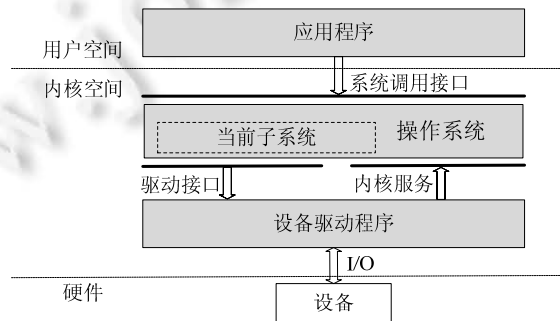 应用程序
用户空间
内核空间
系统调用接口
当前子系统
操作系统
驱动接口
内核服务
设备驱动程序
I/O
硬件
设备